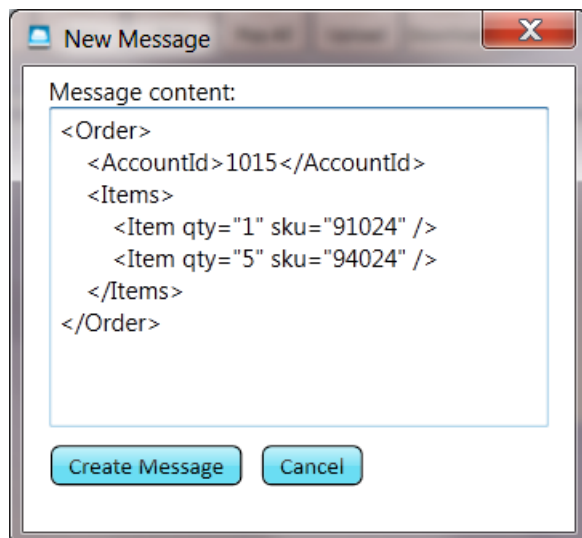 New Message
Message content:
<Order>
<AccountId>1015</AccountId>
<Items>
<Item qty="1" sku="91024" />
<Item qty="5" sku="94024" />
</Items>
</Order>
Create Message
Cancel